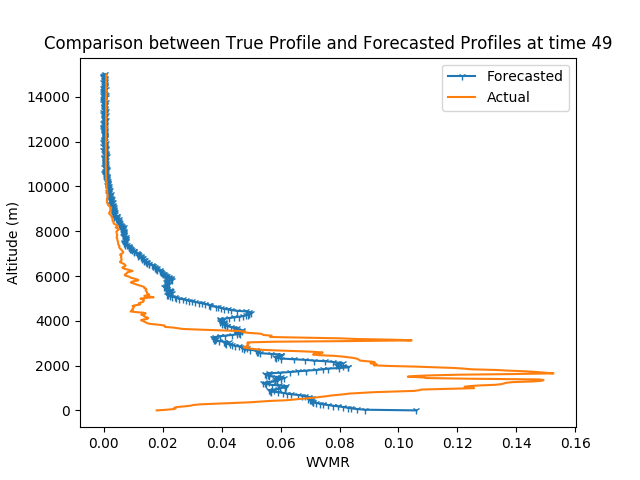 Comparison between True Profile and Forecasted Profiles at time 49
Forecasted
Actual
14000
12000
10000
8000
6000
4000
2000
0
Altitude (m)
0.00 0.02 0.04 0.06 0.08 0.10 0.12 0.14 0.16
WVMR